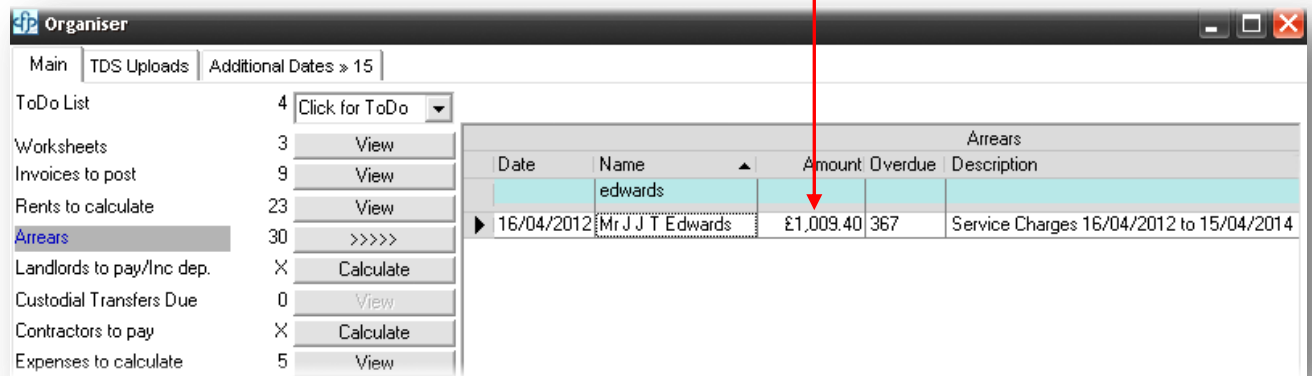 cfp Organiser
Main TDS Uploads Additional Dates » 15
ToDo List 4 Click for ToDo
Worksheets 3 View
Invoices to post 9 View
Rents to calculate 23 View
Arrears 30 >>>>>
Landlords to pay/Inc dep. X Calculate
Custodial Transfers Due 0 View
Contractors to pay X Calculate
Expenses to calculate 5 View
Arrears
Date Name Amount Overdue Description
edwards
16/04/2012 Mr J J T Edwards £1,009.40 367 Service Charges 16/04/2012 to 15/04/2014